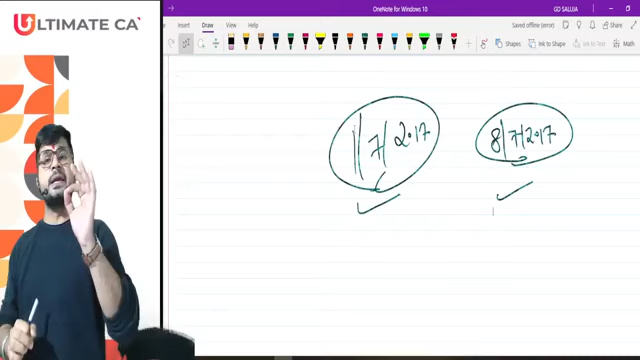 ULTIMATE CA
OneNote for Windows 10
GD SALUJA
Insert Draw View Saved offline (error)
Shapes Ink to Shape Ink to Text Math
1/7/2017 8/7/2017